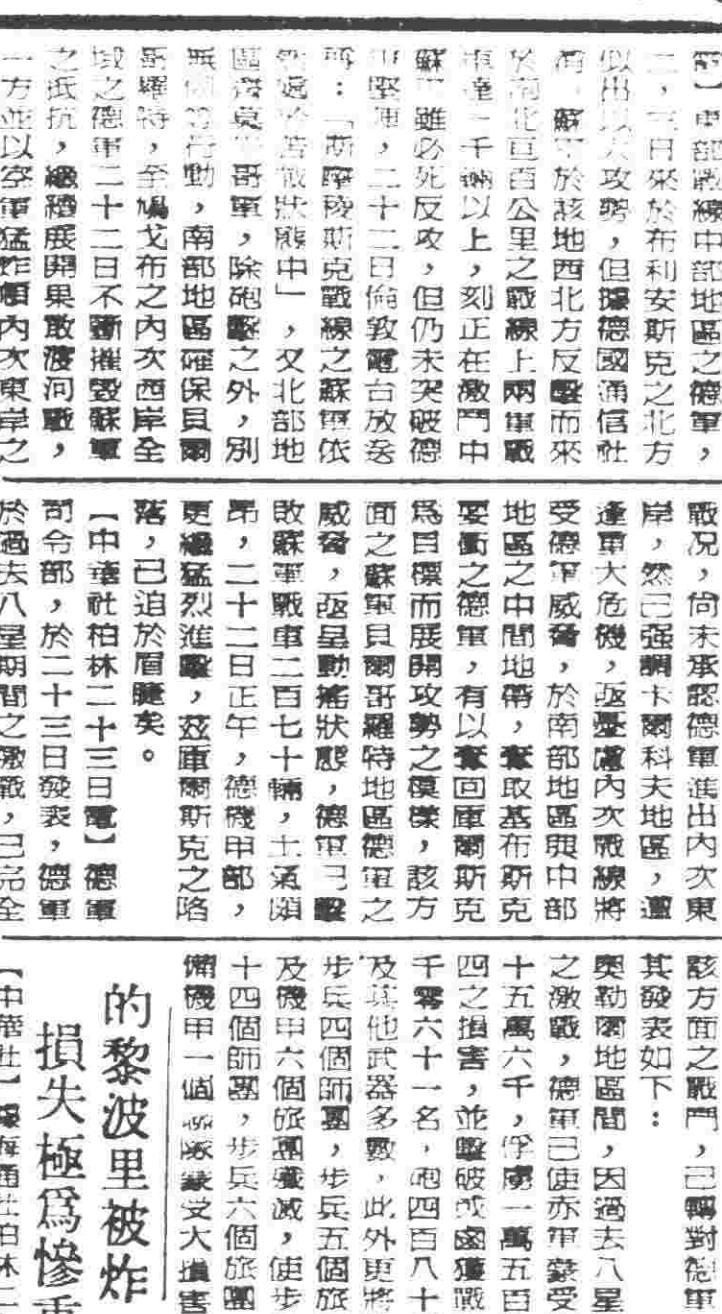 】東部戰線中部地區之德軍，
二，三日來於布利安斯克之北方
似出以大攻勢，但據德國通信社
消，蘇軍於該地西北方反擊而來
於南北亘百公里之戰線上兩軍戰
車達一千輛以上，刻正在激鬥中
蘇軍雖必死反攻，但仍未突破德
堅陣，二十二日倫敦電台放送
稱：「斯摩稜斯克戰線之蘇軍依
然處於苦戰狀態中」，又北部地
區莫哥軍，除砲擊之外，別
無何等行動，南部地區確保貝爾
哥羅特，至鳩戈布之內次西岸全
域之德軍二十二日不斷摧毀蘇軍
之抵抗，繼續展開果敢渡河戰，
一方並以空軍猛炸頓內次東岸之
戰況，尙未承認德軍進出內次東
岸，然已强調卡爾科夫地區，遭
逢重大危機，亟憂慮內次戰線將
受德軍威脅，於南部地區與中部
地區之中間地帶，奪取基布斯克
要衝之德軍，有以奪回庫爾斯克
爲目標而展開攻勢之模樣，該方
面之蘇軍貝爾哥羅特地區德軍之
威脅，亟呈動搖狀態，德軍已擊
敗蘇軍戰車二百七十輛，士氣頗
昂，二十二日正午，德機甲部，
更繼猛烈進擊，茲庫爾斯克之陷
落，已迫於眉睫矣。
【中華社柏林二十三日電】德軍
司令部，於二十三日發表，德軍
於過去八星期間之激戰，已完全
該方面之戰鬥，已轉對德軍
其發表如下：
奧勒爾地區間，因過去八星
之激戰，德軍已使赤軍蒙受
十五萬六千，俘虜一萬五百
四之損害，並擊破或鹵獲戰
千零六十一名，砲四百八十
及其他武器多數，此外更將
步兵四個師團，步兵五個旅
及機甲六個旅團殲滅，使步
十四個師團，步兵六個旅團
備機甲一個聯隊蒙受大損害
的黎波里被炸
損失極爲慘重
【中華社】據海通社柏林二